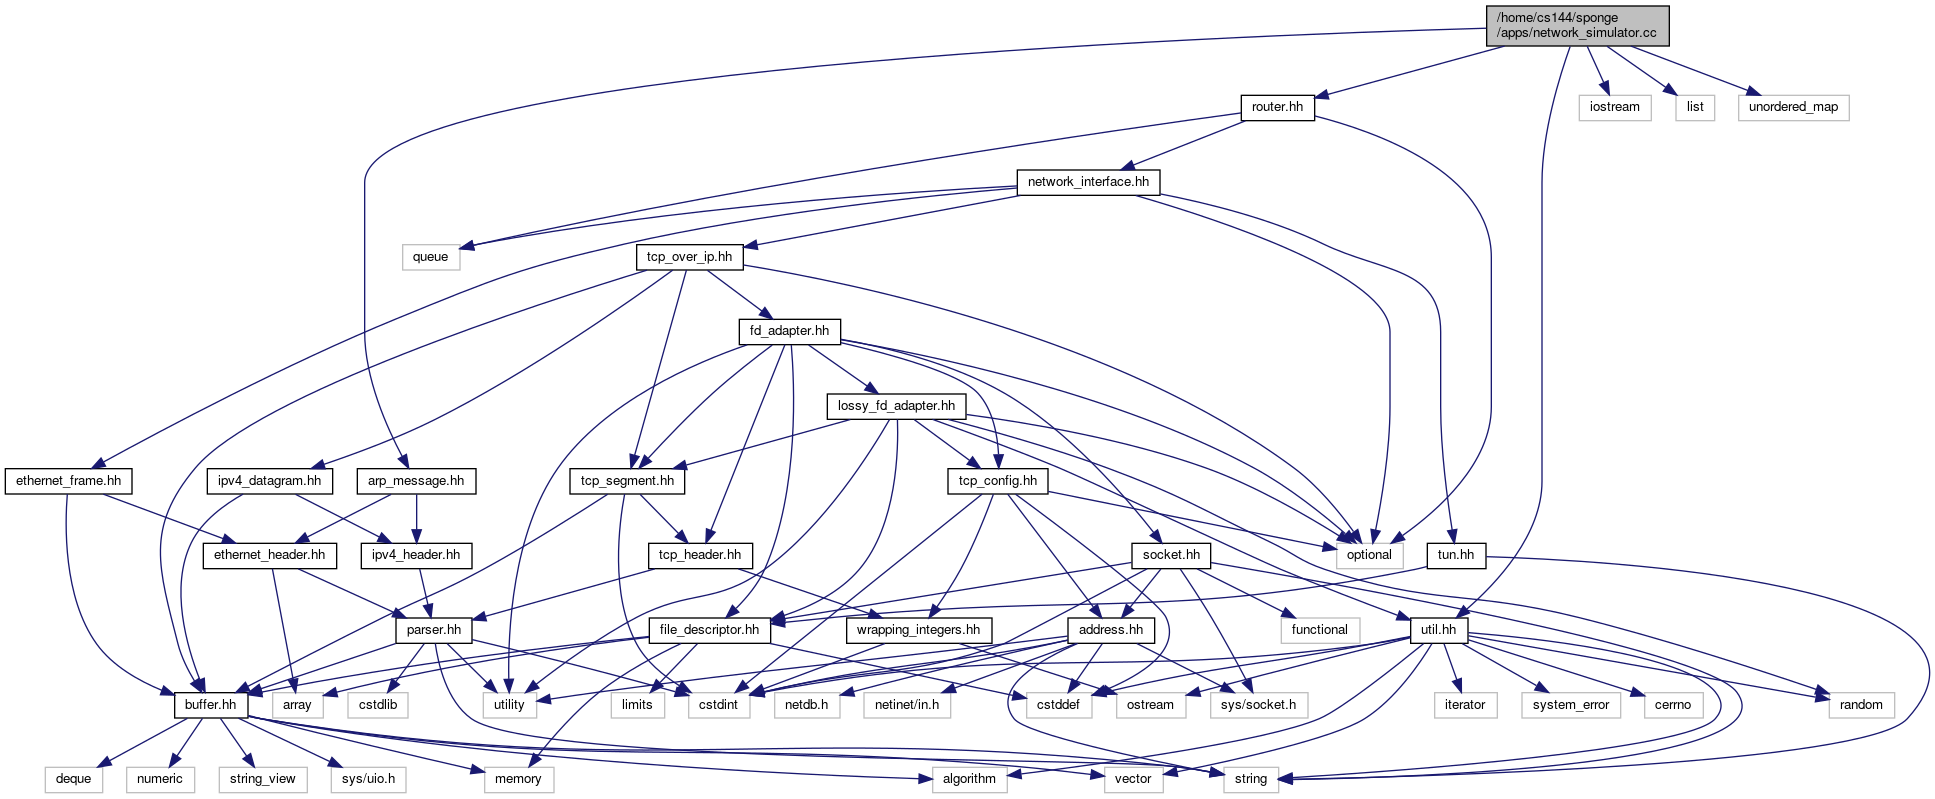 /home/cs144/sponge
/apps/network_simulator.cc
router.hh
iostream
list
unordered_map
network_interface.hh
queue
tcp_over_ip.hh
fd_adapter.hh
lossy_fd_adapter.hh
ethernet_frame.hh
ipv4_datagram.hh
arp_message.hh
tcp_segment.hh
tcp_config.hh
ethernet_header.hh
ipv4_header.hh
tcp_header.hh
socket.hh
optional
tun.hh
parser.hh
file_descriptor.hh
wrapping_integers.hh
address.hh
functional
util.hh
buffer.hh
array
cstdlib
utility
limits
cstdint
netdb.h
netinet/in.h
cstddef
ostream
sys/socket.h
iterator
system_error
cerrno
random
deque
numeric
string_view
sys/uio.h
memory
algorithm
vector
string